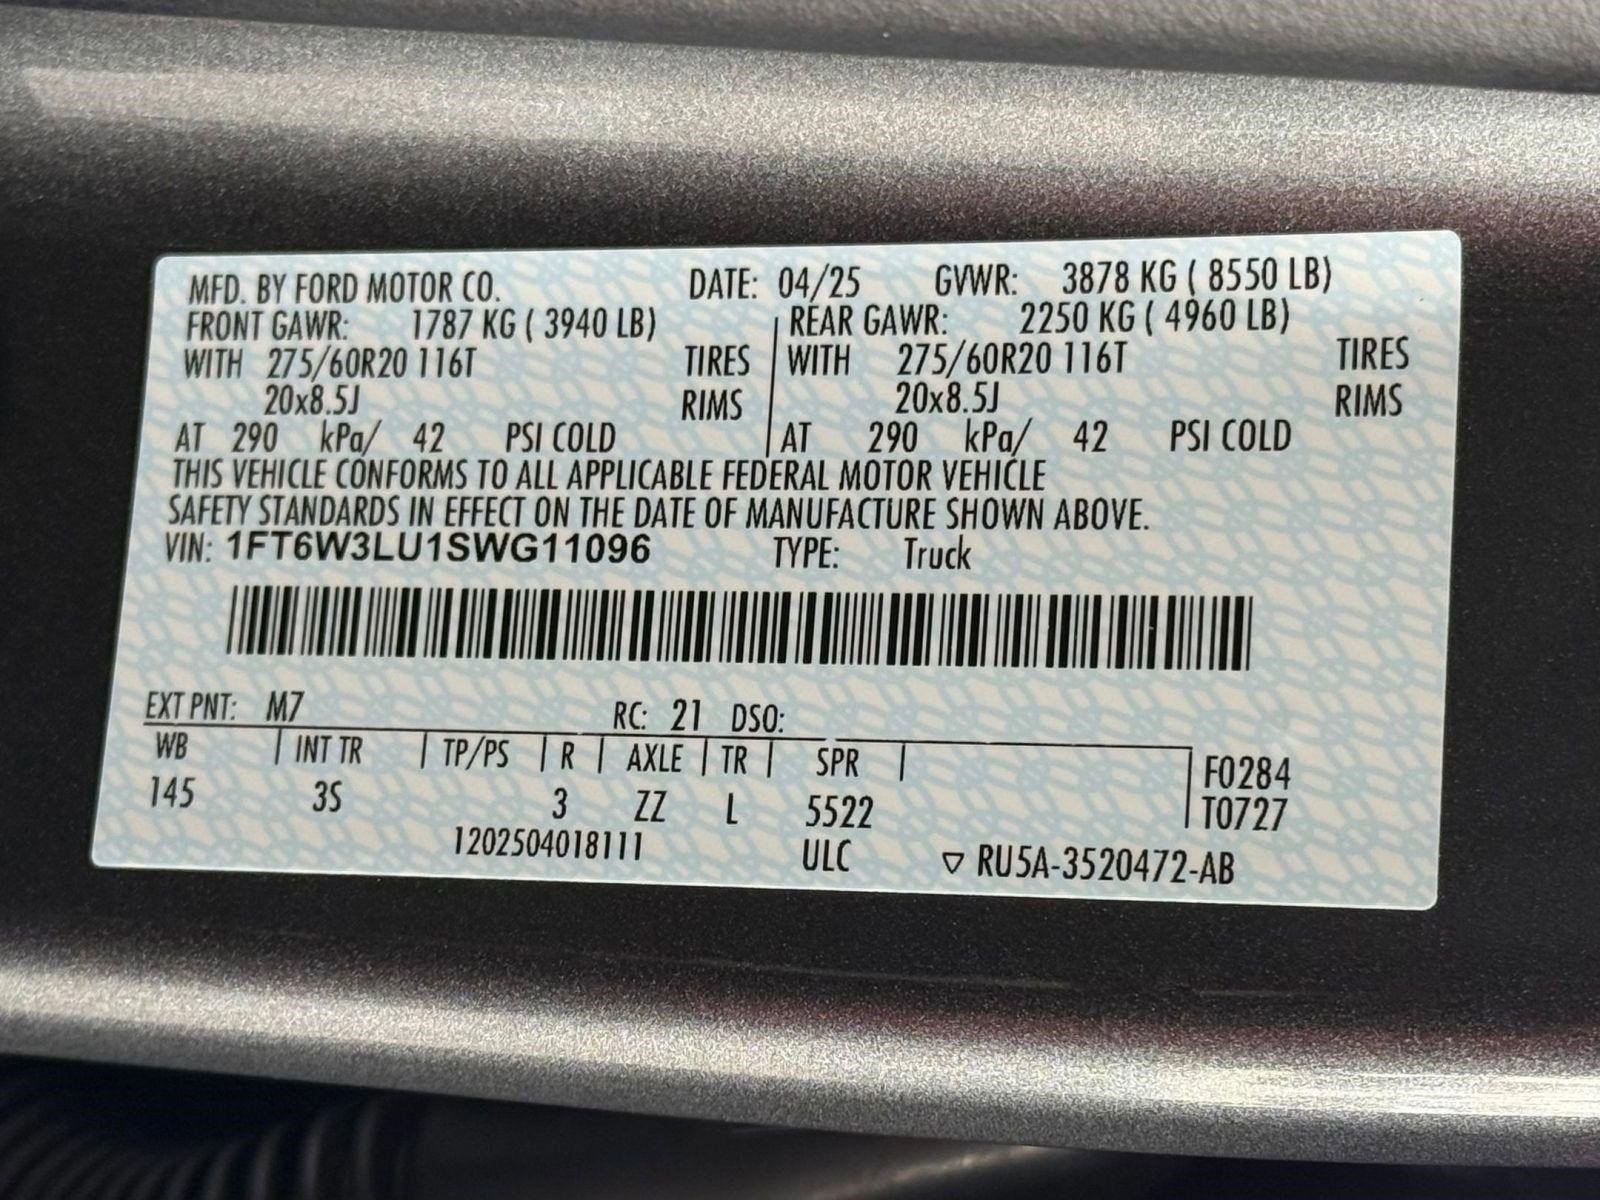 MFD. BY FORD MOTOR CO. DATE: 04/25 GVWR: 3878 KG ( 8550 LB)
FRONT GAWR: 1787 KG ( 3940 LB) REAR GAWR: 2250 KG ( 4960 LB)
WITH 275/60R20 116T TIRES WITH 275/60R20 116T TIRES
20x8.5J RIMS 20x8.5J RIMS
AT 290 kPa/ 42 PSI COLD AT 290 kPa/ 42 PSI COLD
THIS VEHICLE CONFORMS TO ALL APPLICABLE FEDERAL MOTOR VEHICLE
SAFETY STANDARDS IN EFFECT ON THE DATE OF MANUFACTURE SHOWN ABOVE.
VIN: 1FT6W3LU1SWG11096 TYPE: Truck
EXT PNT: M7 RC: 21 DSO:
WB INT TR TP/PS R AXLE TR SPR F0284
145 3S 3 ZZ L 5522 T0727
1202504018111 ULC ▽ RU5A-3520472-AB